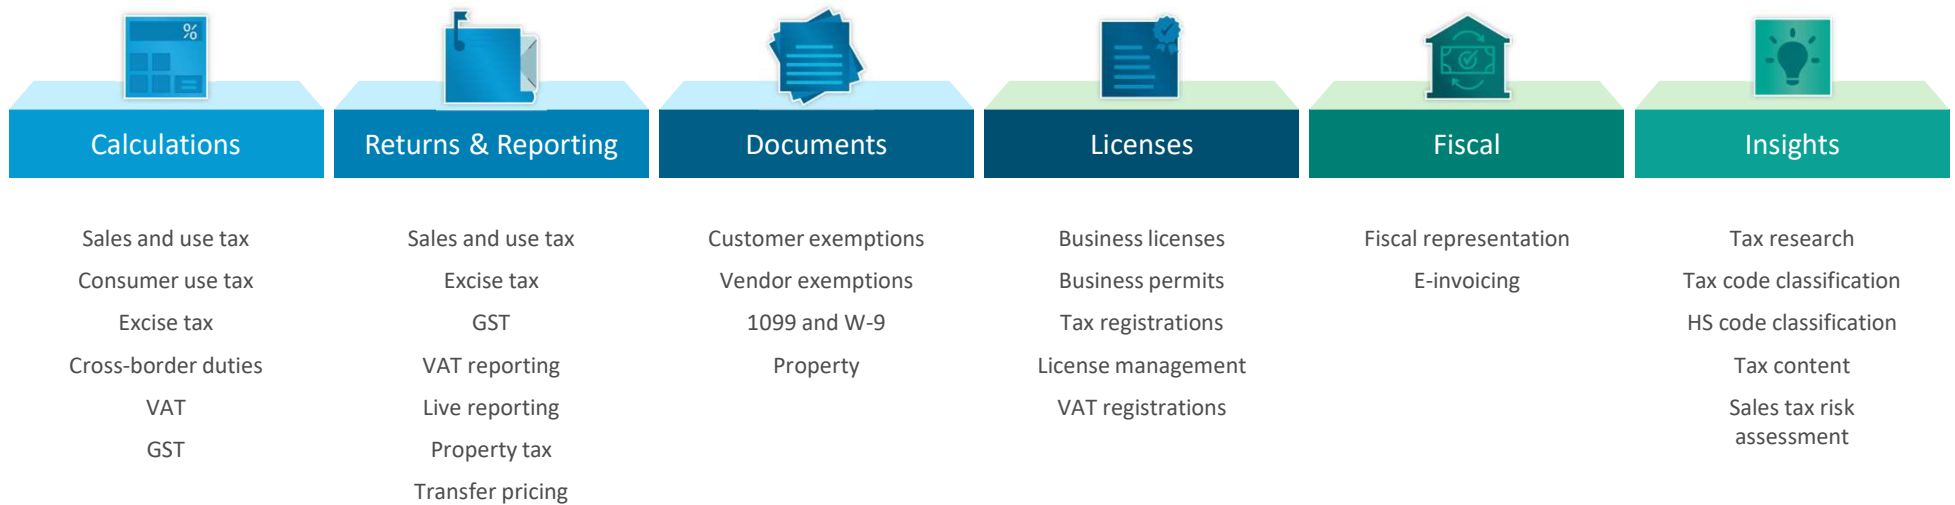 %
Calculations
Sales and use tax
Consumer use tax
Excise tax
Cross-border duties
VAT
GST
Returns & Reporting
Sales and use tax
Excise tax
GST
VAT reporting
Live reporting
Property tax
Transfer pricing
Documents
Customer exemptions
Vendor exemptions
1099 and W-9
Property
Licenses
Business licenses
Business permits
Tax registrations
License management
VAT registrations
Fiscal
Fiscal representation
E-invoicing
Insights
Tax research
Tax code classification
HS code classification
Tax content
Sales tax risk
assessment